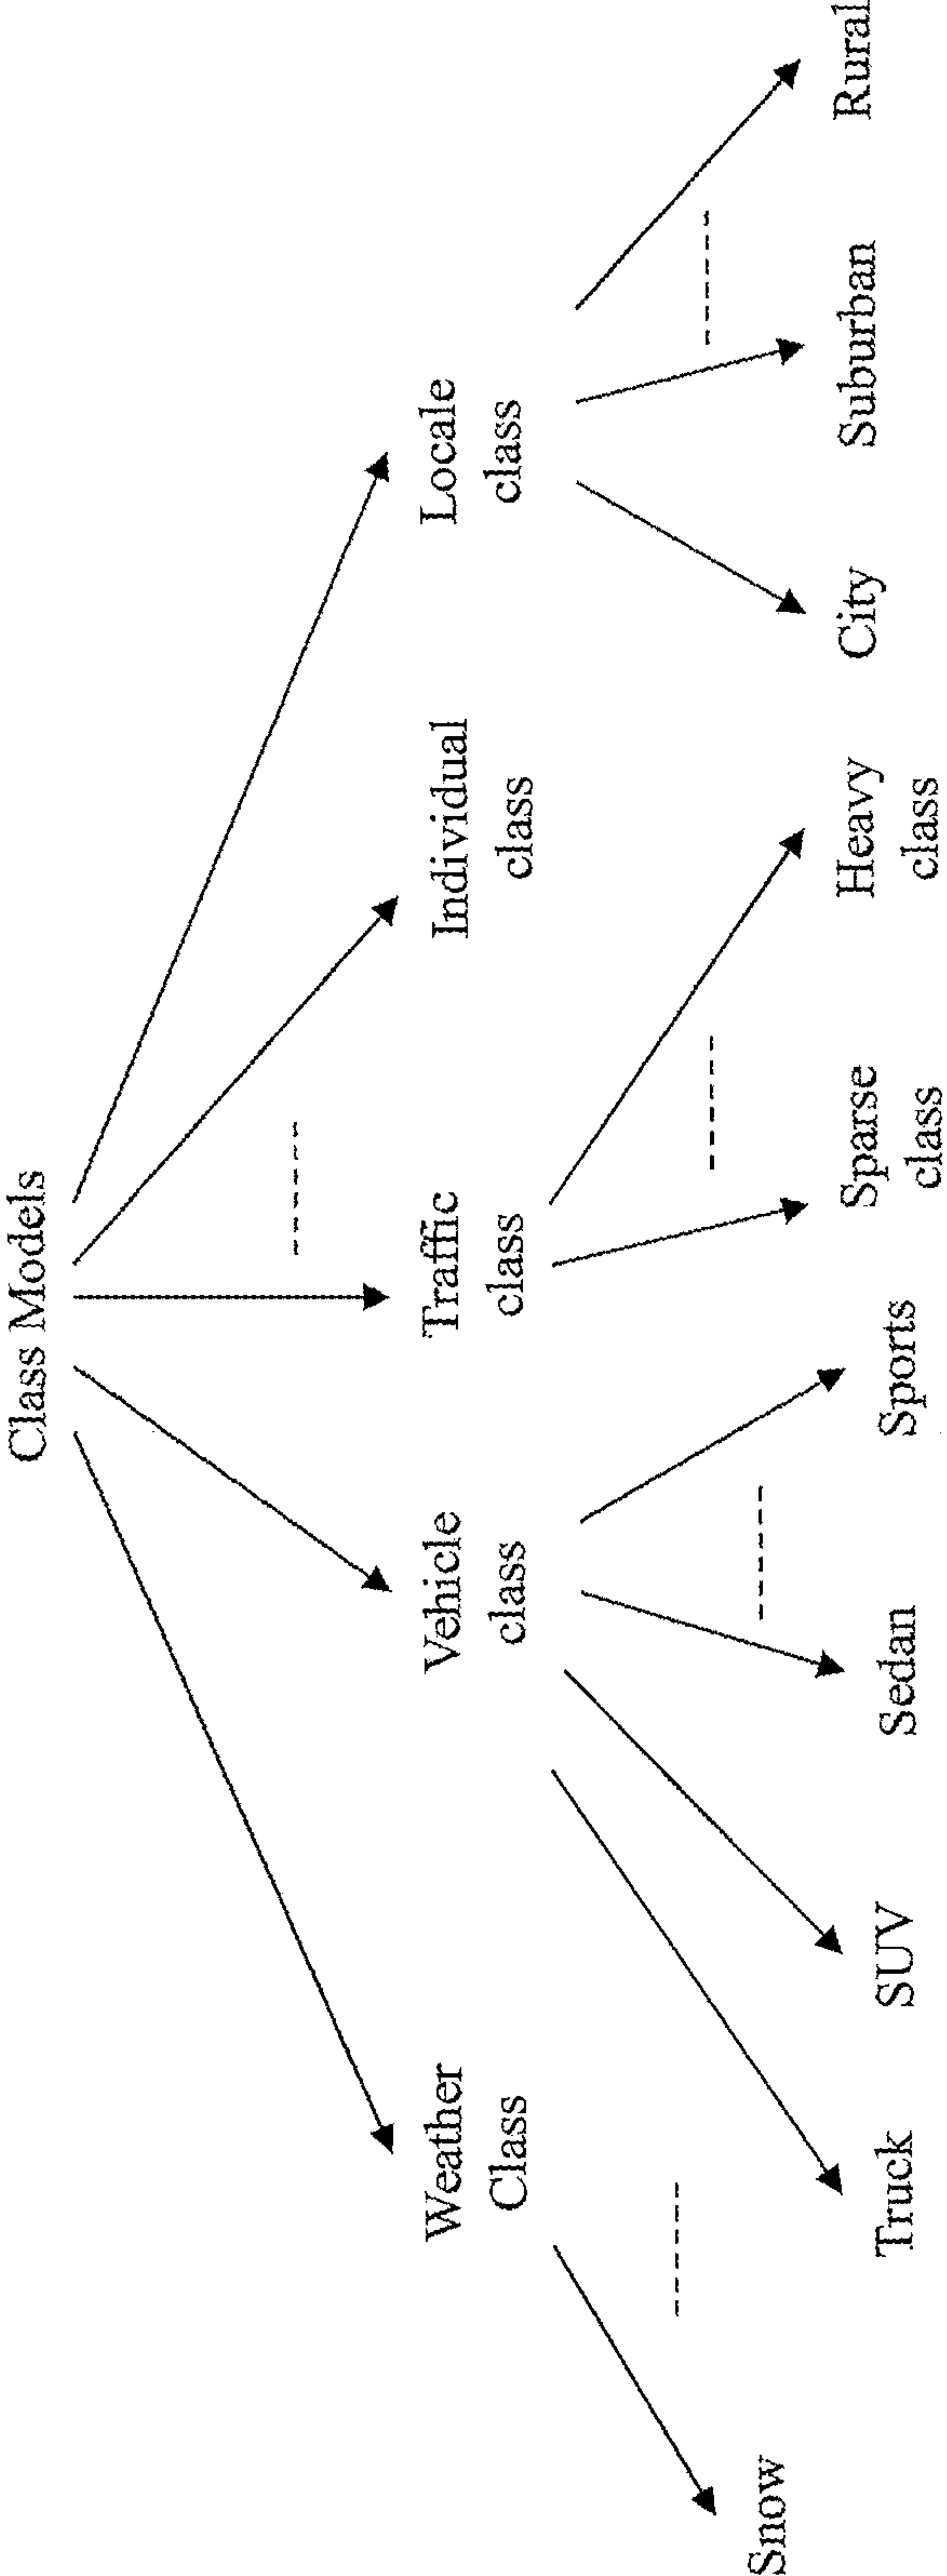 Class Models
Weather
Class
Vehicle
class
Traffic
class
Individual
class
Locale
class
Snow
Truck
SUV
Sedan
Sports
Sparse
class
Heavy
class
City
Suburban
Rural